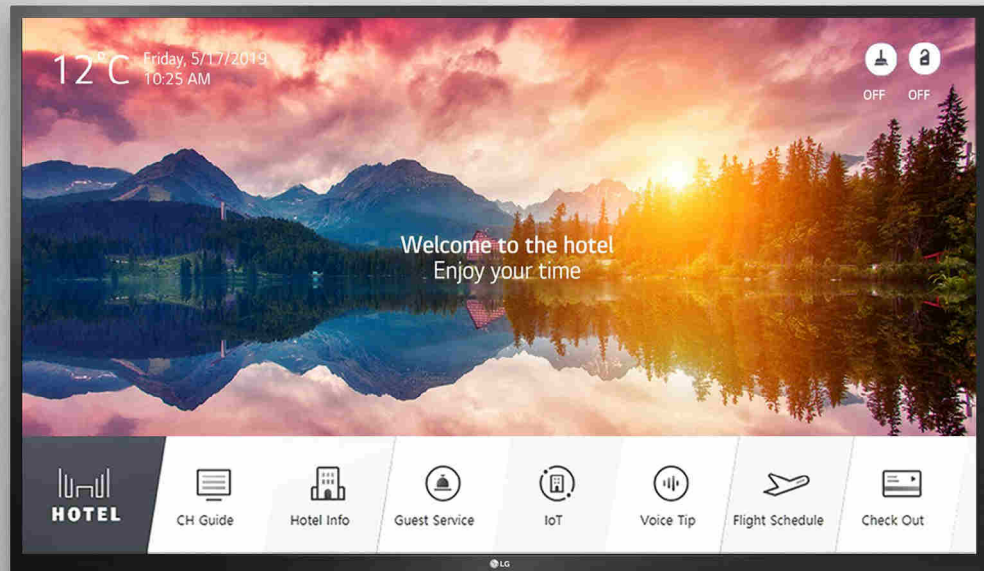 12°C
Friday, 5/17/2019
10:25 AM
OFF OFF
Welcome to the hotel
Enjoy your time
HOTEL
CH Guide
Hotel Info
Guest Service
IoT
Voice Tip
Flight Schedule
Check Out
LG